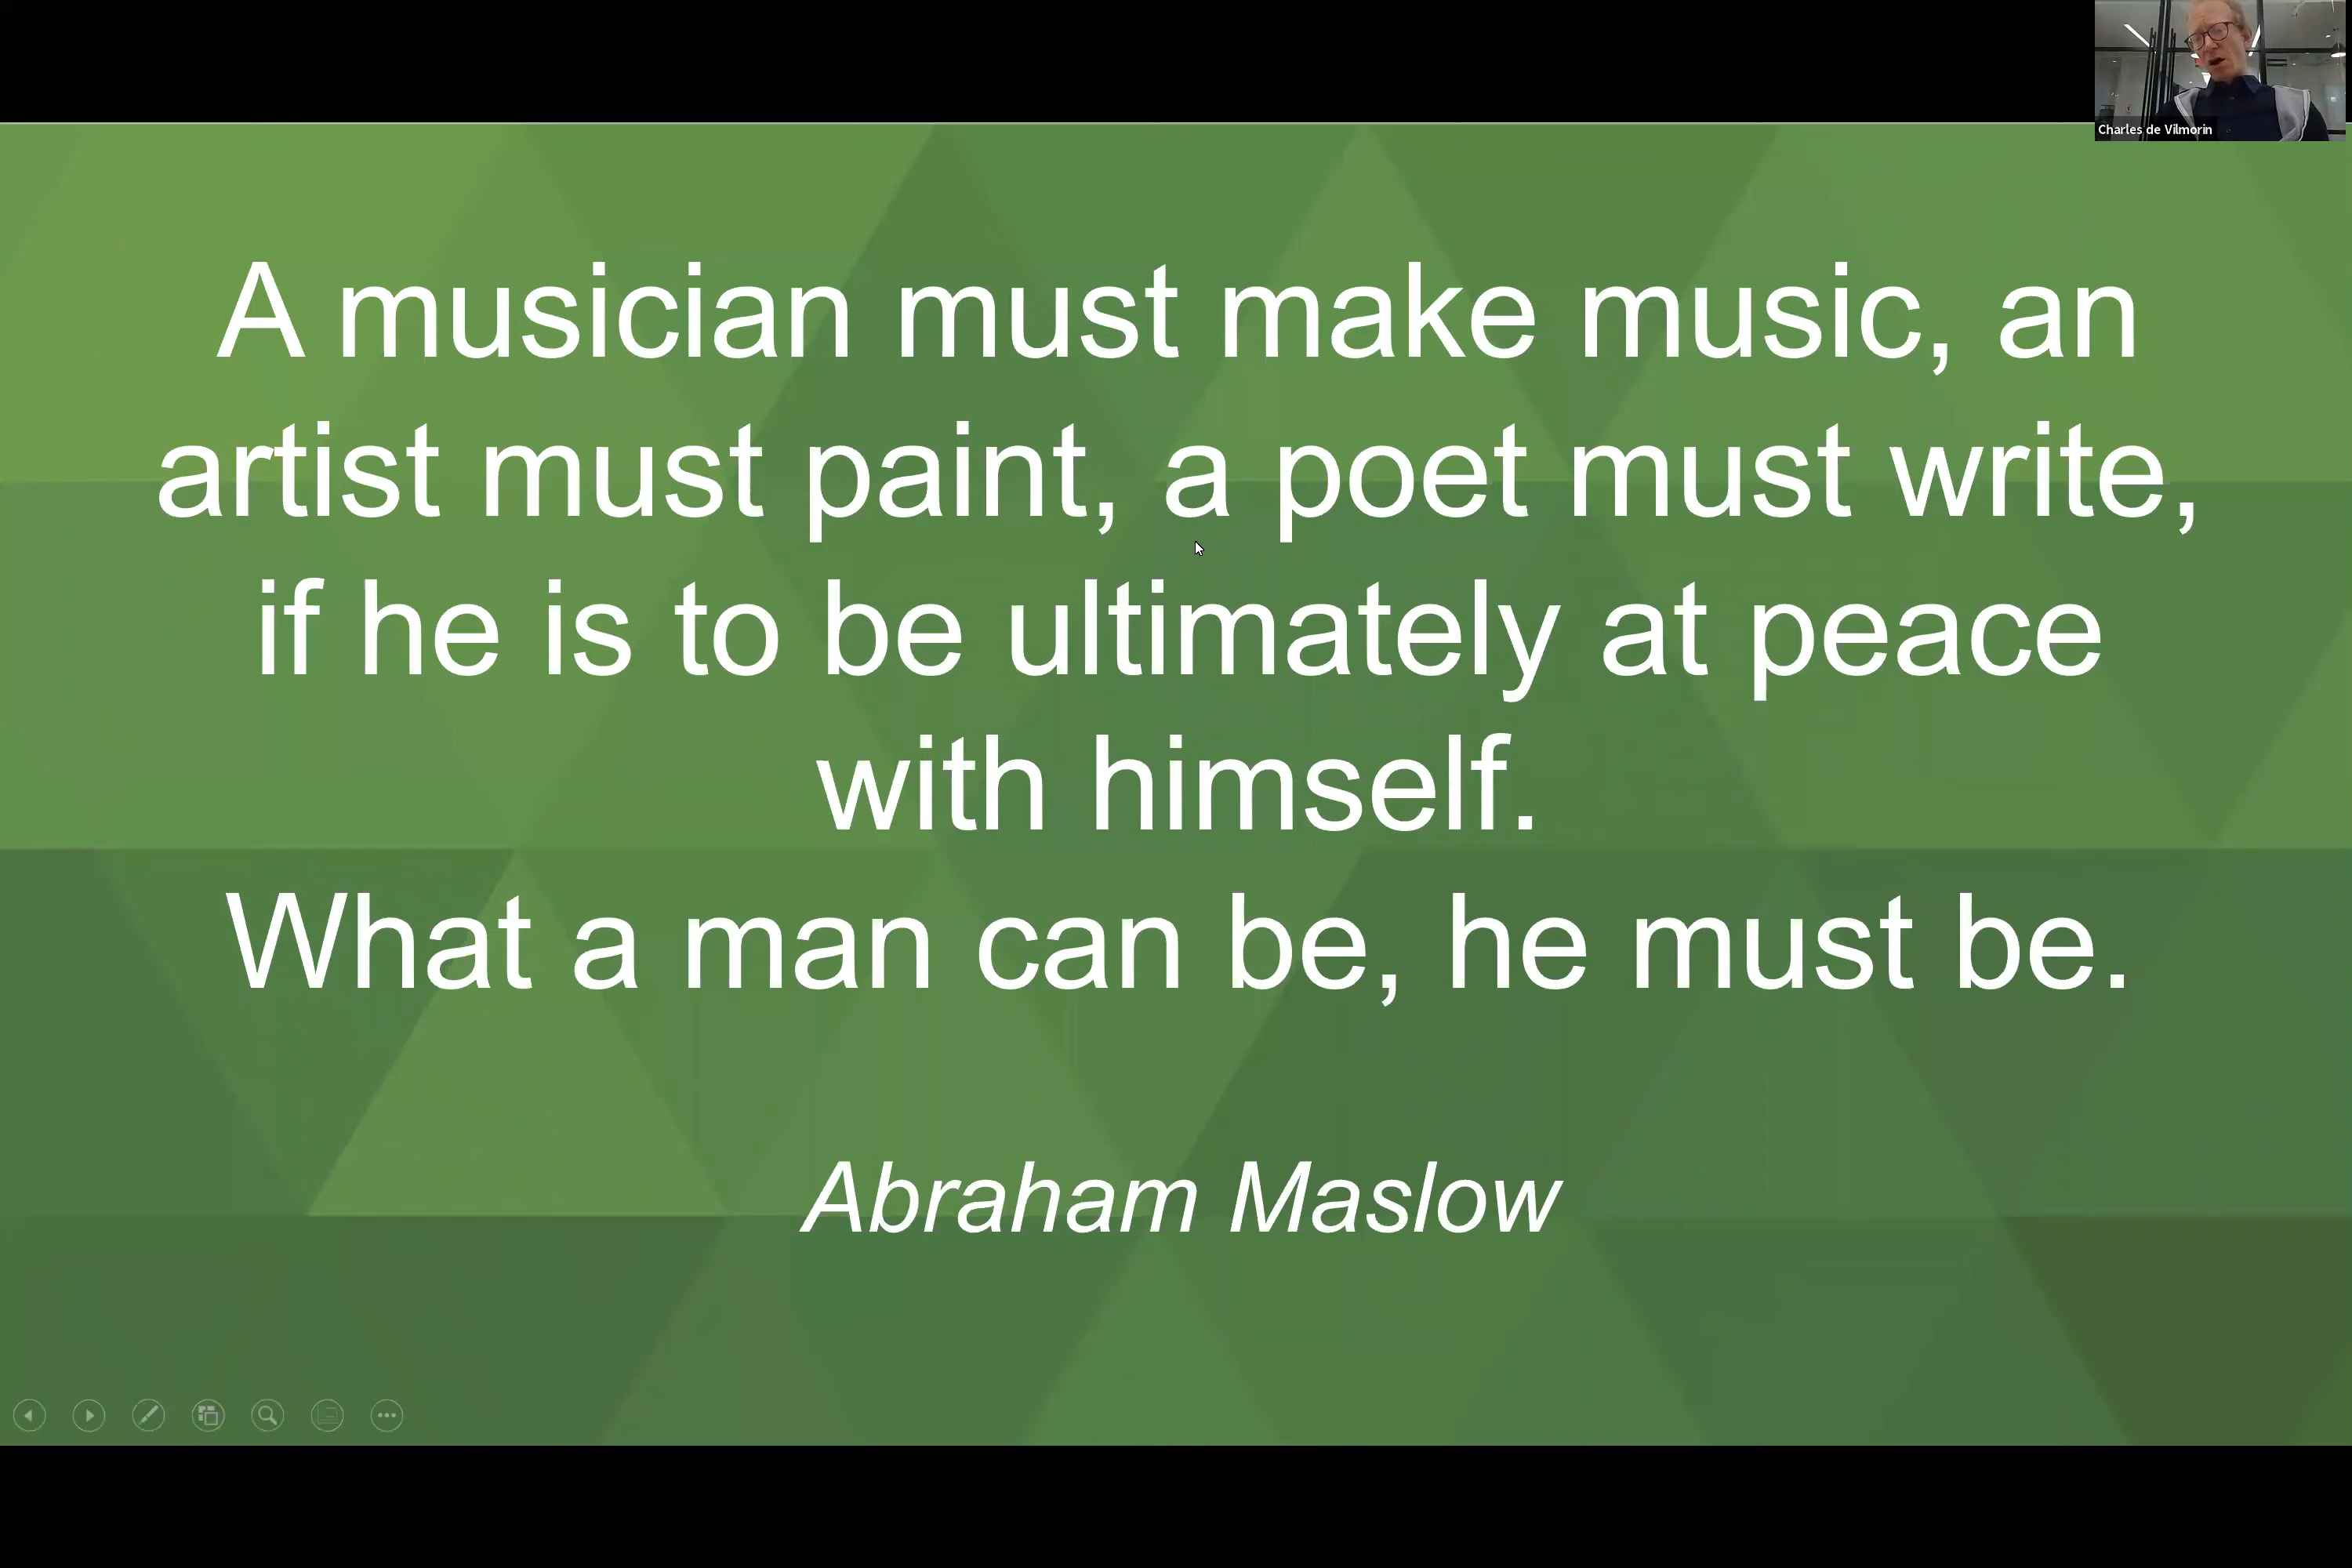 Charles de Vilmorin
A musician must make music, an
artist must paint, a poet must write,
if he is to be ultimately at peace
with himself.
What a man can be, he must be.
Abraham Maslow